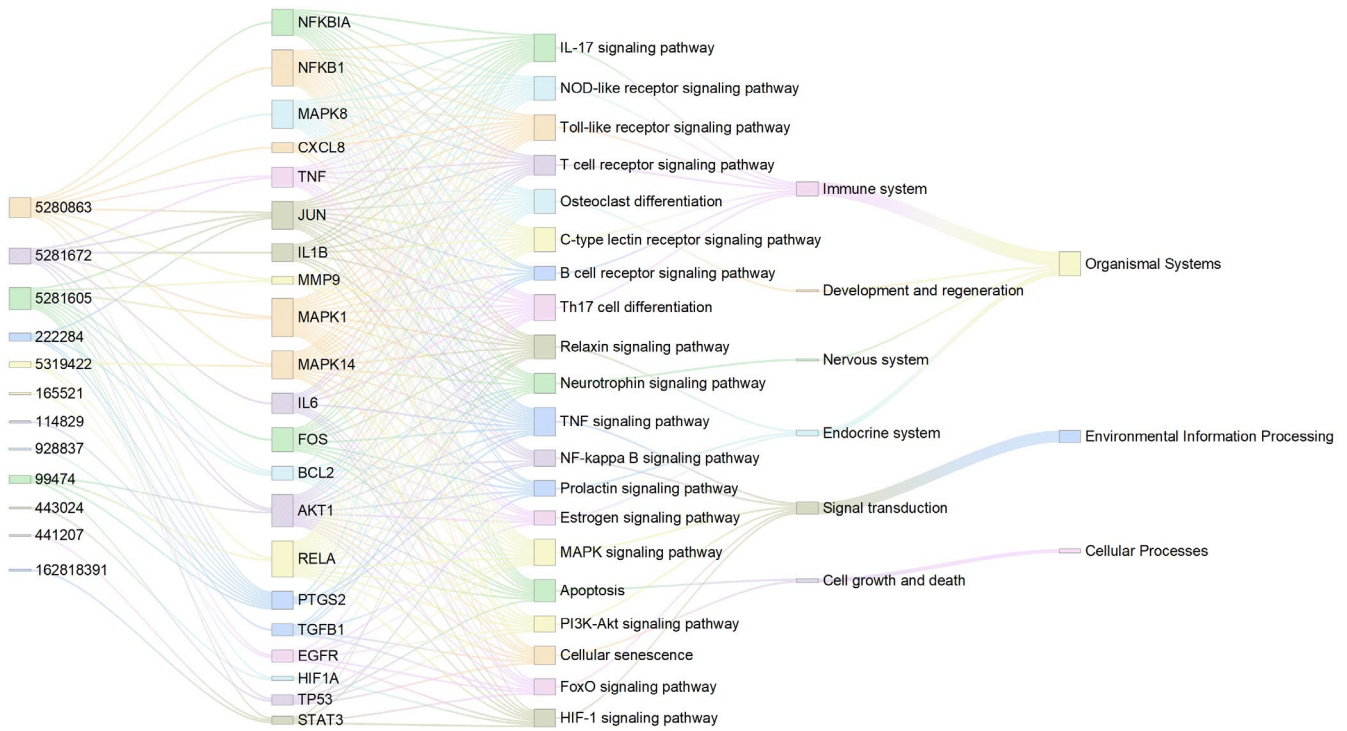 5280863
5281672
5281605
222284
5319422
165521
114829
928837
99474
443024
441207
162818391
NFKBIA
NFKB1
MAPK8
CXCL8
TNF
JUN
IL1B
MMP9
MAPK1
MAPK14
IL6
FOS
BCL2
AKT1
RELA
PTGS2
TGFB1
EGFR
HIF1A
TP53
STAT3
IL-17 signaling pathway
NOD-like receptor signaling pathway
Toll-like receptor signaling pathway
T cell receptor signaling pathway
Osteoclast differentiation
C-type lectin receptor signaling pathway
B cell receptor signaling pathway
Th17 cell differentiation
Relaxin signaling pathway
Neurotrophin signaling pathway
TNF signaling pathway
NF-kappa B signaling pathway
Prolactin signaling pathway
Estrogen signaling pathway
MAPK signaling pathway
Apoptosis
PI3K-Akt signaling pathway
Cellular senescence
FoxO signaling pathway
HIF-1 signaling pathway
Immune system
Development and regeneration
Nervous system
Endocrine system
Signal transduction
Cell growth and death
Organismal Systems
Environmental Information Processing
Cellular Processes